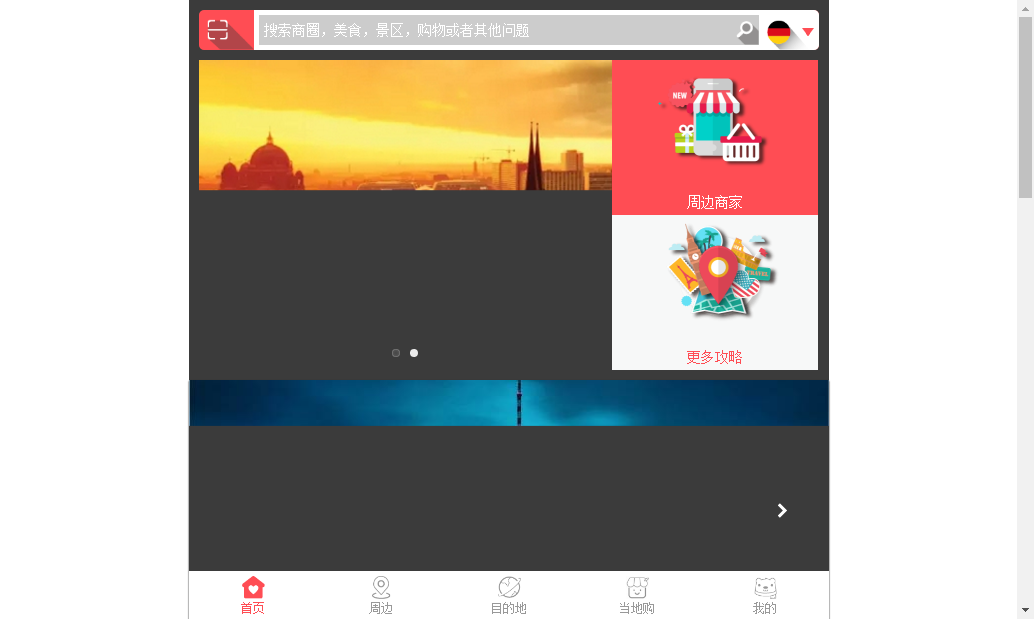 搜索商圈，美食，景区，购物或者其他问题
NEW
周边商家
更多攻略
首页
周边
目的地
当地购
我的